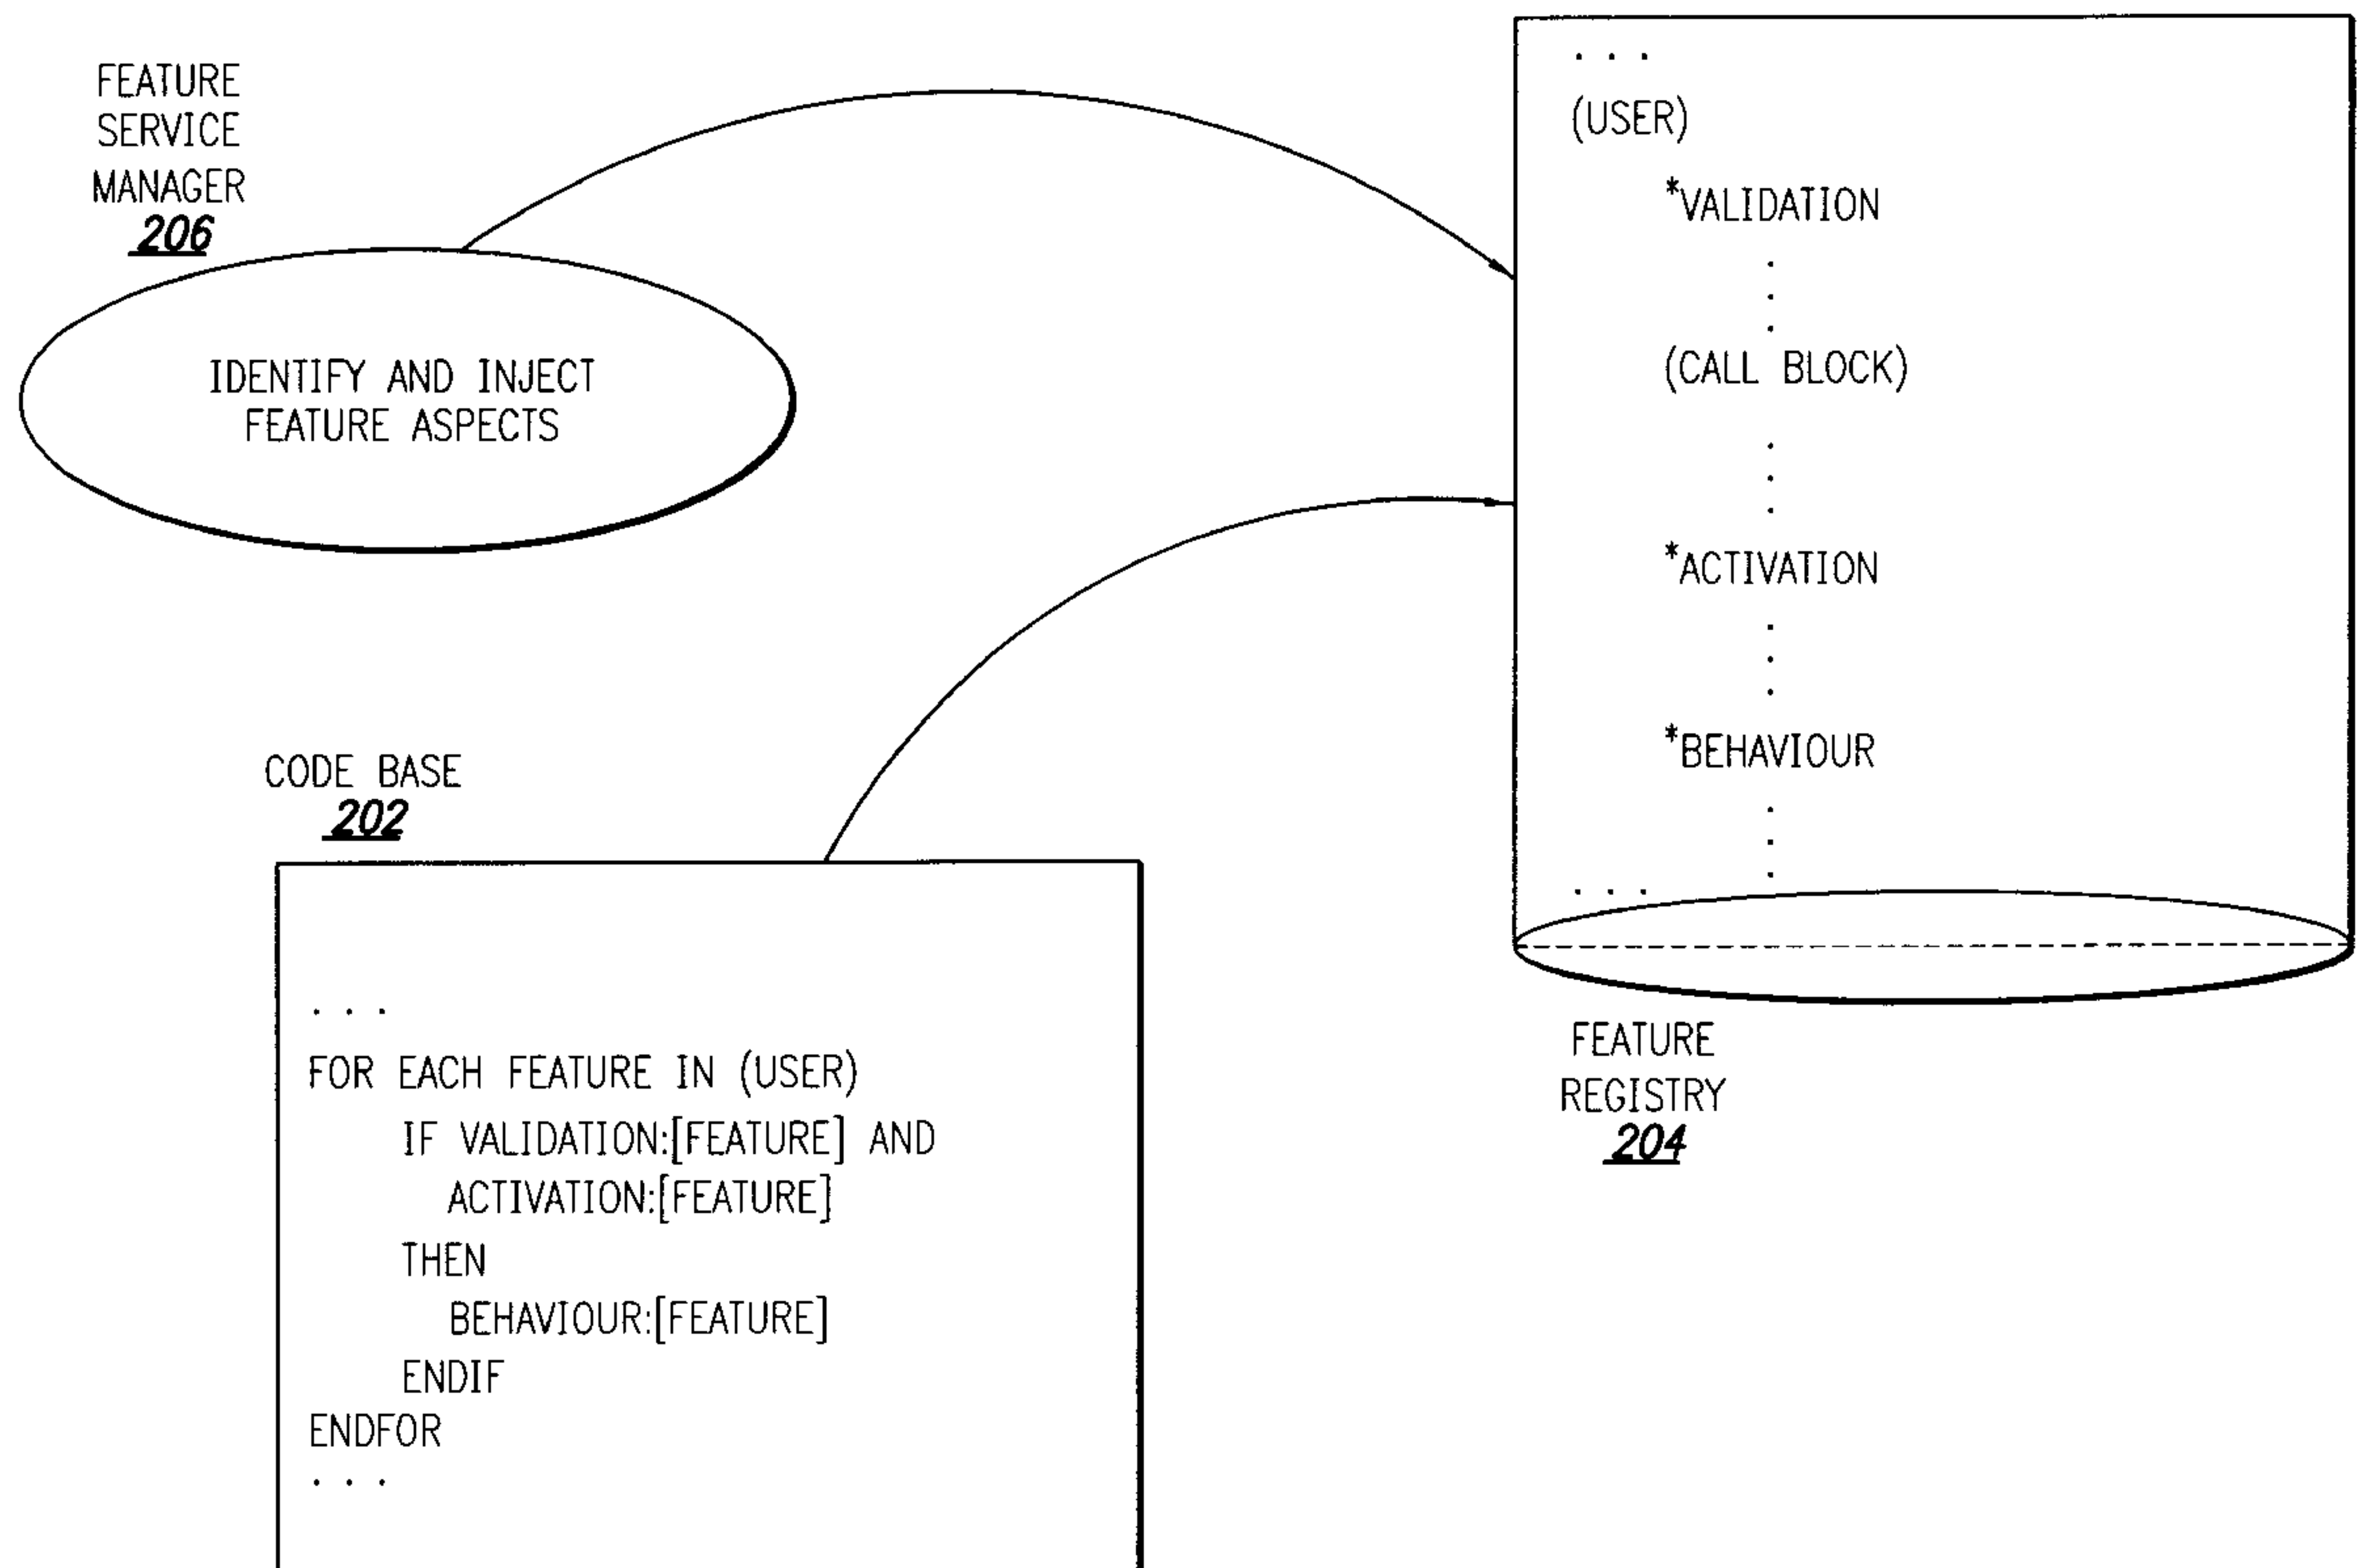 FEATURE
SERVICE
MANAGER
206
IDENTIFY AND INJECT
FEATURE ASPECTS
CODE BASE
202
. . .
FOR EACH FEATURE IN (USER)
IF VALIDATION:[FEATURE] AND
ACTIVATION:[FEATURE]
THEN
BEHAVIOUR:[FEATURE]
ENDIF
ENDFOR
. . .
. . .
(USER)
*VALIDATION
.
.
.
(CALL BLOCK)
.
.
.
*ACTIVATION
.
.
.
*BEHAVIOUR
.
.
.
. . .
FEATURE
REGISTRY
204